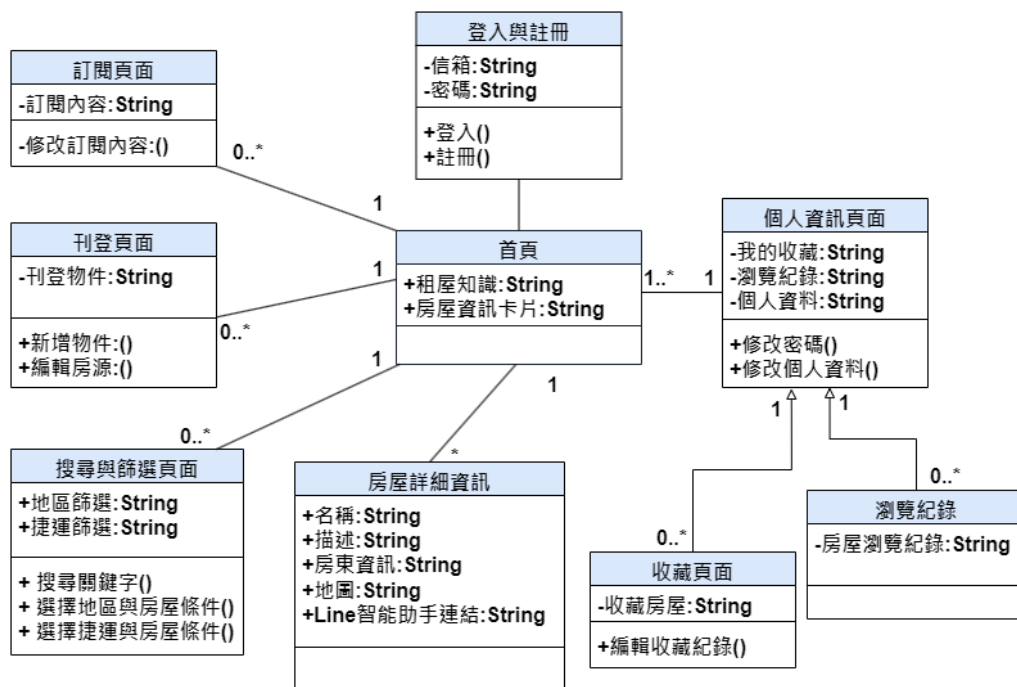 登入與註冊
-信箱:String
-密碼:String
+登入()
+註冊()
訂閱頁面
-訂閱內容:String
-修改訂閱內容:()
0..*
1
刊登頁面
-刊登物件:String
+新增物件:()
+編輯房源:()
1
0..*
首頁
+租屋知識:String
+房屋資訊卡片:String
1..*
1
個人資訊頁面
-我的收藏:String
-瀏覽紀錄:String
-個人資料:String
+修改密碼()
+修改個人資料()
1
0..*
搜尋與篩選頁面
+地區篩選:String
+捷運篩選:String
+ 搜尋關鍵字()
+ 選擇地區與房屋條件()
+ 選擇捷運與房屋條件()
1
*
房屋詳細資訊
+名稱:String
+描述:String
+房東資訊:String
+地圖:String
+Line智能助手連結:String
1
1
0..*
0..*
收藏頁面
-收藏房屋:String
+編輯收藏紀錄()
瀏覽紀錄
-房屋瀏覽紀錄:String